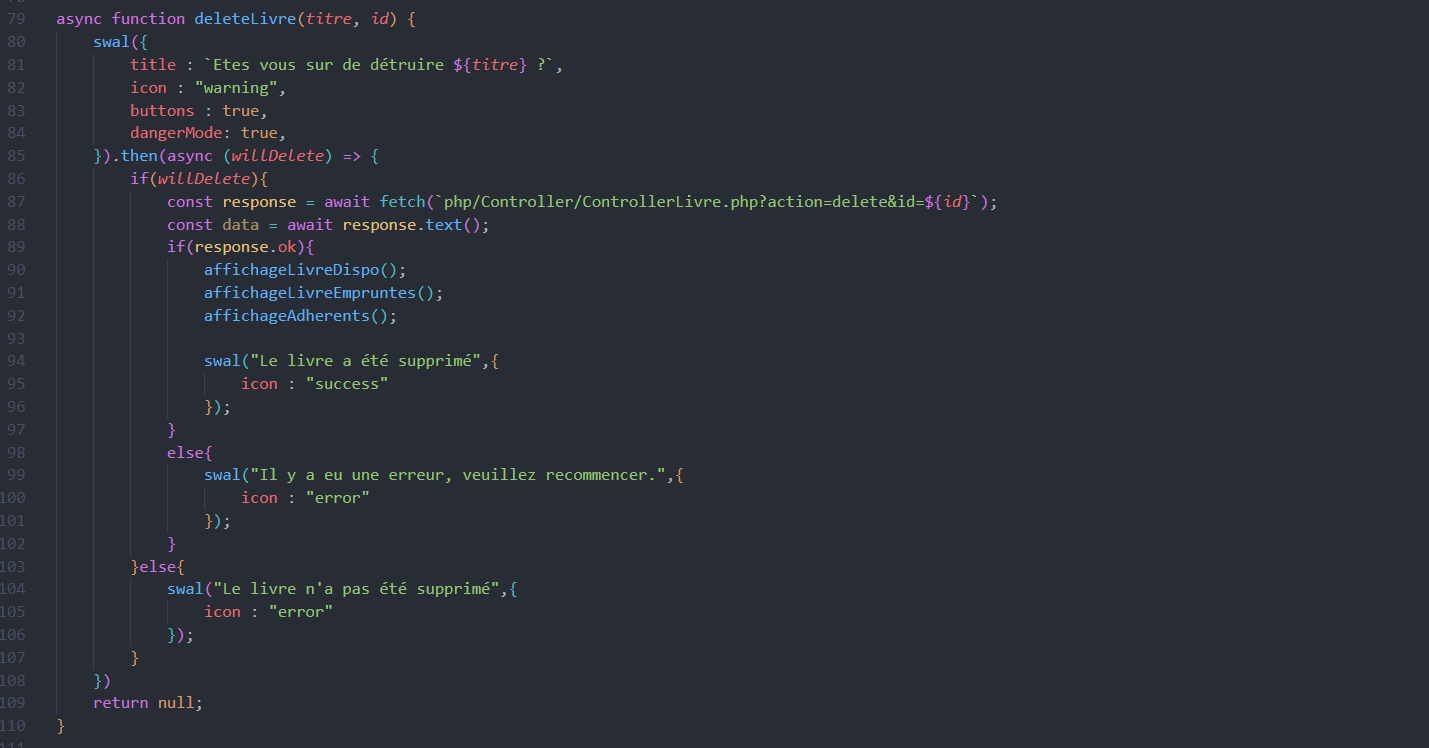 79 async function deleteLivre(titre, id) {
80 swal({
81 title : `Etes vous sur de détruire ${titre} ?`,
82 icon : "warning",
83 buttons : true,
84 dangerMode: true,
85 }).then(async (willDelete) => {
86 if(willDelete){
87 const response = await fetch(`php/Controller/ControllerLivre.php?action=delete&id=${id}`);
88 const data = await response.text();
89 if(response.ok){
90 affichageLivreDispo();
91 affichageLivreEmpruntes();
92 affichageAdherents();
93
94 swal("Le livre a été supprimé",{
95 icon : "success"
96 });
97 }
98 else{
99 swal("Il y a eu une erreur, veuillez recommencer.",{
100 icon : "error"
101 });
102 }
103 }else{
104 swal("Le livre n'a pas été supprimé",{
105 icon : "error"
106 });
107 }
108 })
109 return null;
110 }
111